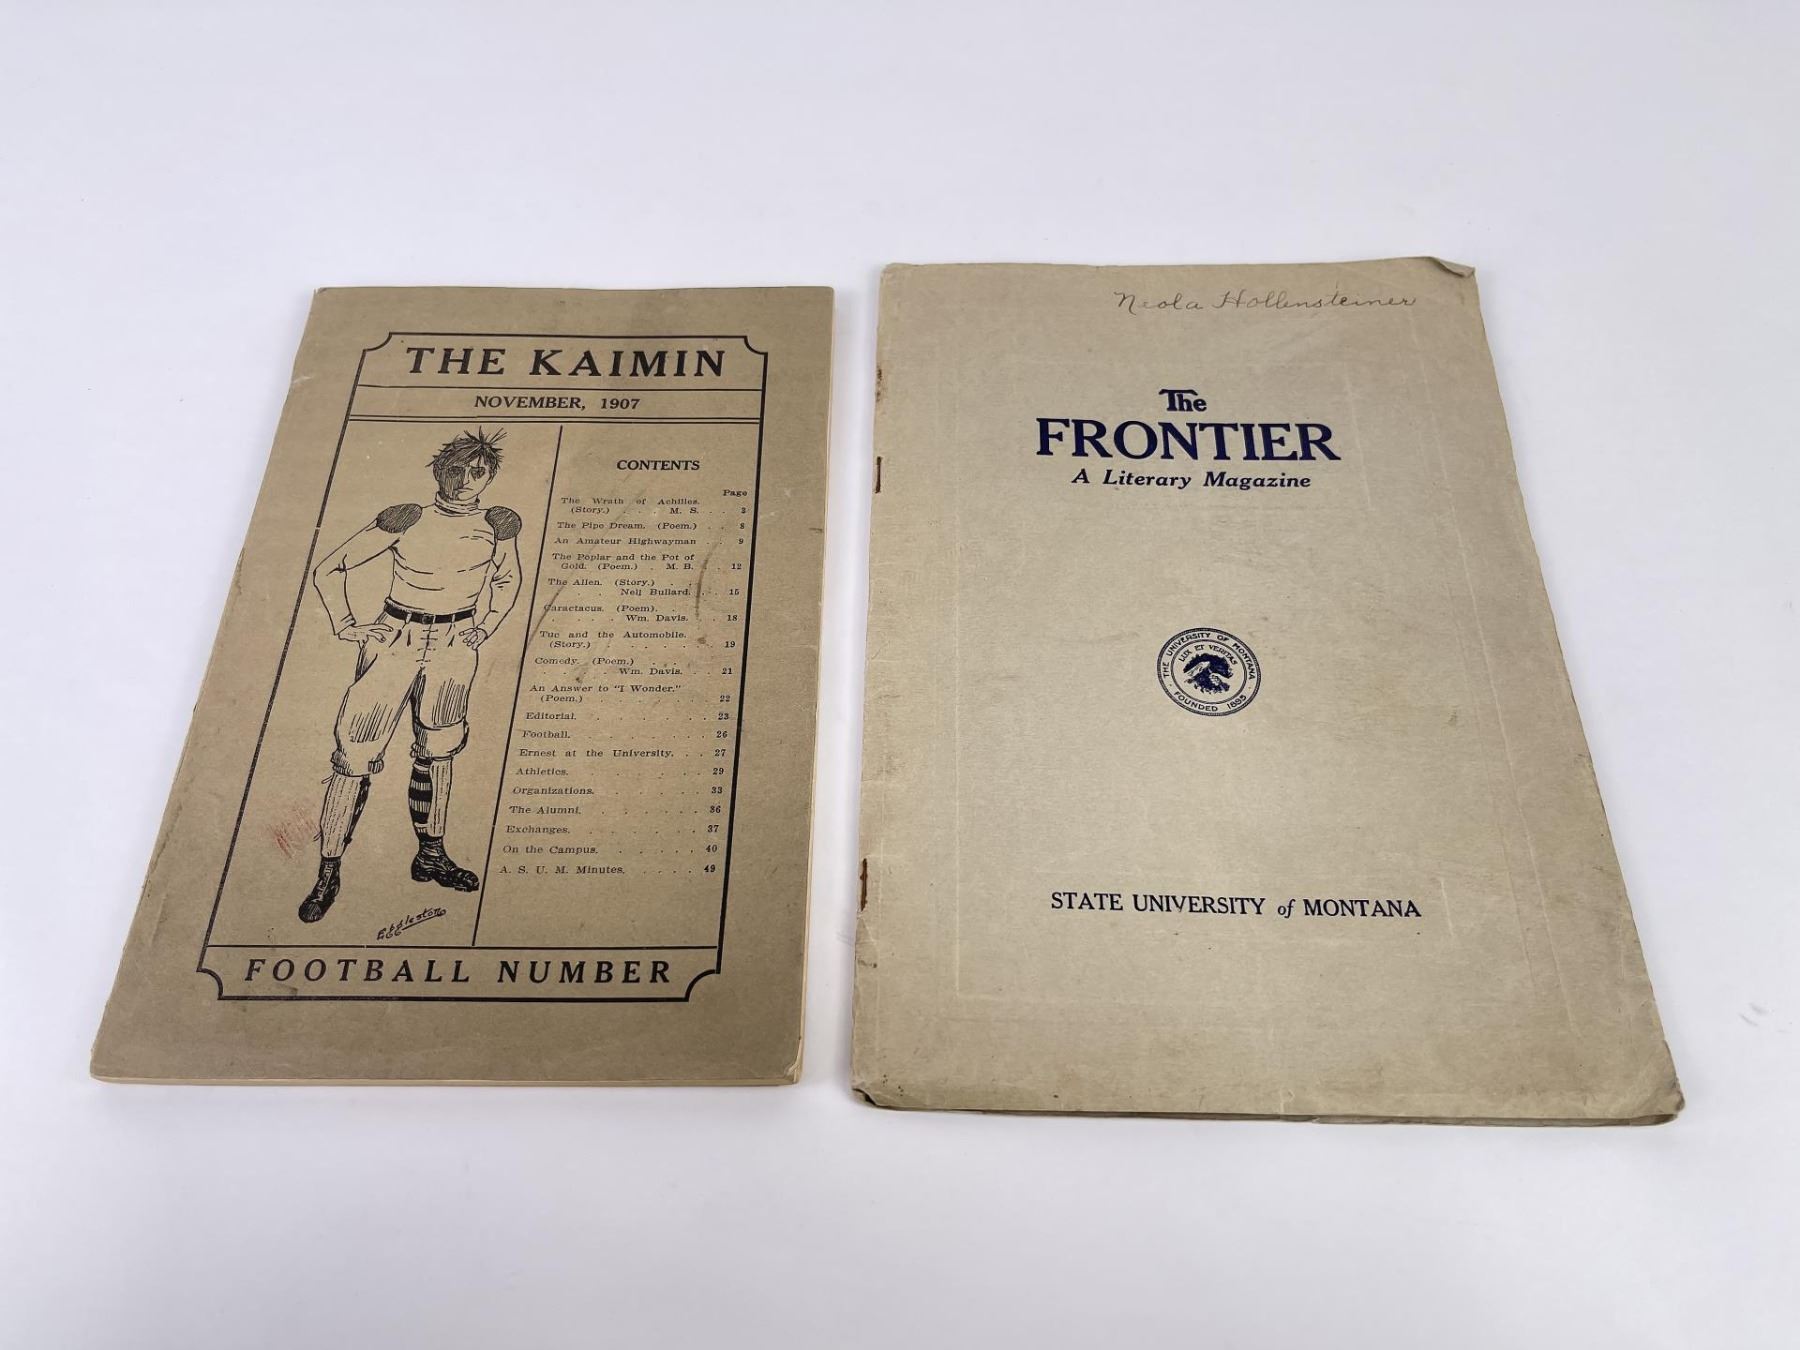 THE KAIMIN
NOVEMBER, 1907
CONTENTS
Page
The Wrath of Achilles.
(Story.) . . . M. S. . . 3
The Pipe Dream. (Poem.) . . 8
An Amateur Highwayman . . 9
The Poplar and the Pot of
Gold. (Poem.) . M. B. . . 12
The Alien. (Story.) . . .
. . . Nell Bullard. . . 15
Caractacus. (Poem). .
. . . . . Wm. Davis. . . 18
Tuc and the Automobile.
(Story.) . . . . . . . 19
Comedy. (Poem.) . . .
. . . . . Wm. Davis. . . 21
An Answer to "I Wonder."
(Poem.) . . . . . . . 22
Editorial. . . . . . . . 23
Football. . . . . . . . 26
Ernest at the University. . . 27
Athletics. . . . . . . . 29
Organizations. . . . . . . 33
The Alumni. . . . . . . 36
Exchanges. . . . . . . . 37
On the Campus. . . . . . 40
A. S. U. M. Minutes. . . . . 49
Eggleston
FOOTBALL NUMBER
Neola Hollensteiner
The
FRONTIER
A Literary Magazine
THE UNIVERSITY OF MONTANA
LUX ET VERITAS
FOUNDED 1895
STATE UNIVERSITY of MONTANA